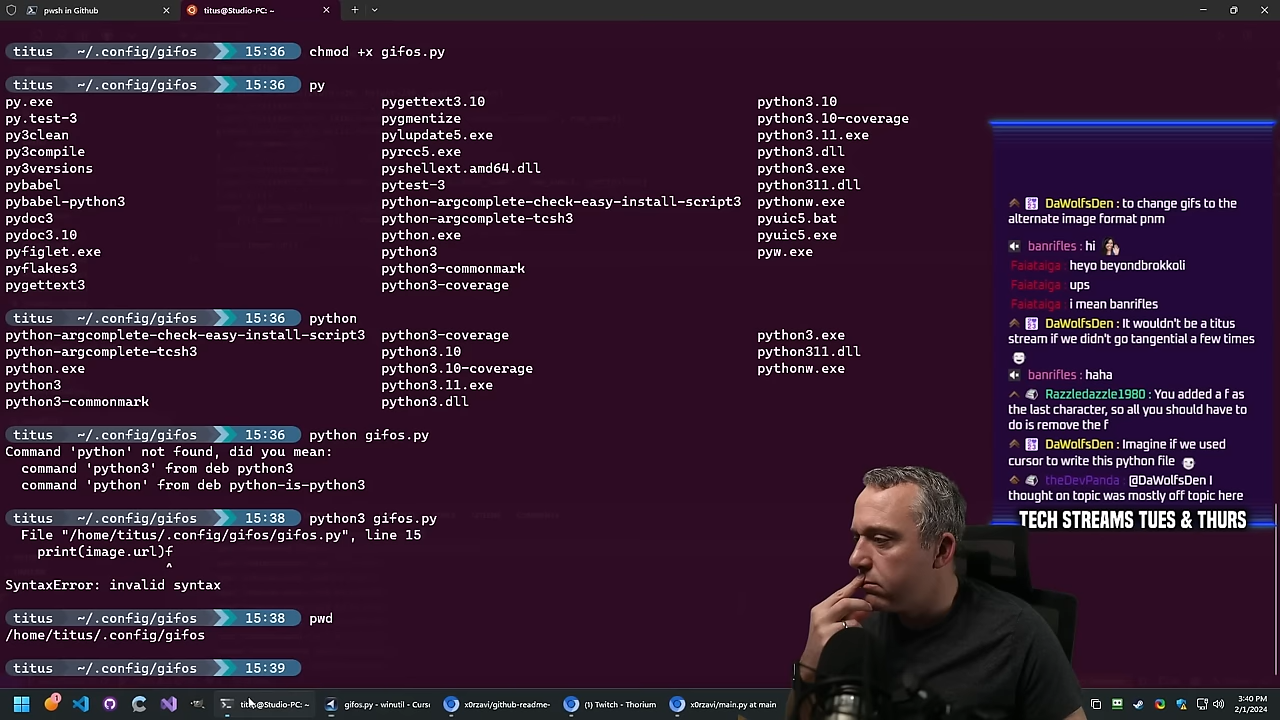 pwsh in Github
titus@Studio-PC: ~
titus ~/.config/gifos 15:36 chmod +x gifos.py
titus ~/.config/gifos 15:36 py
py.exe pygettext3.10 python3.10
py.test-3 pygmentize python3.10-coverage
py3clean pylupdate5.exe python3.11.exe
py3compile pyrcc5.exe python3.dll
py3versions pyshellext.amd64.dll python3.exe
pybabel pytest-3 python311.dll
pybabel-python3 python-argcomplete-check-easy-install-script3 pythonw.exe
pydoc3 python-argcomplete-tcsh3 pyuic5.bat
pydoc3.10 python.exe pyuic5.exe
pyfiglet.exe python3 pyw.exe
pyflakes3 python3-commonmark
pygettext3 python3-coverage
titus ~/.config/gifos 15:36 python
python-argcomplete-check-easy-install-script3 python3-coverage python3.exe
python-argcomplete-tcsh3 python3.10 python311.dll
python.exe python3.10-coverage pythonw.exe
python3 python3.11.exe
python3-commonmark python3.dll
titus ~/.config/gifos 15:36 python gifos.py
Command 'python' not found, did you mean:
command 'python3' from deb python3
command 'python' from deb python-is-python3
titus ~/.config/gifos 15:38 python3 gifos.py
File "/home/titus/.config/gifos/gifos.py", line 15
print(image.url)f
^
SyntaxError: invalid syntax
titus ~/.config/gifos 15:38 pwd
/home/titus/.config/gifos
titus ~/.config/gifos 15:39
DaWolfsDen : to change gifs to the
alternate image format pnm
banrifles : hi
Faiataiga : heyo beyondbrokkoli
Faiataiga : ups
Faiataiga : i mean banrifles
DaWolfsDen : It wouldn't be a titus
stream if we didn't go tangential a few times
banrifles : haha
Razzledazzle1980 : You added a f as
the last character, so all you should have to
do is remove the f
DaWolfsDen : Imagine if we used
cursor to write this python file
theDevPanda : @DaWolfsDen I
thought on topic was mostly off topic here
TECH STREAMS TUES & THURS
titus@Studio-PC: ~
gifos.py - winutil - Curs
x0rzavi/github-readme-
(1) Twitch - Thorium
x0rzavi/main.py at main
3:40 PM
2/1/2024